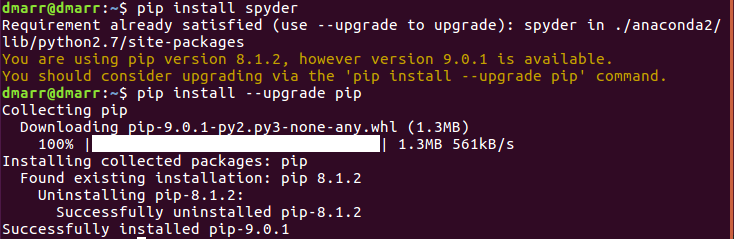 dmarr@dmarr:~$ pip install spyder
Requirement already satisfied (use --upgrade to upgrade): spyder in ./anaconda2/
lib/python2.7/site-packages
You are using pip version 8.1.2, however version 9.0.1 is available.
You should consider upgrading via the 'pip install --upgrade pip' command.
dmarr@dmarr:~$ pip install --upgrade pip
Collecting pip
  Downloading pip-9.0.1-py2.py3-none-any.whl (1.3MB)
    100% |████████████████████████████████| 1.3MB 561kB/s
Installing collected packages: pip
  Found existing installation: pip 8.1.2
    Uninstalling pip-8.1.2:
      Successfully uninstalled pip-8.1.2
Successfully installed pip-9.0.1